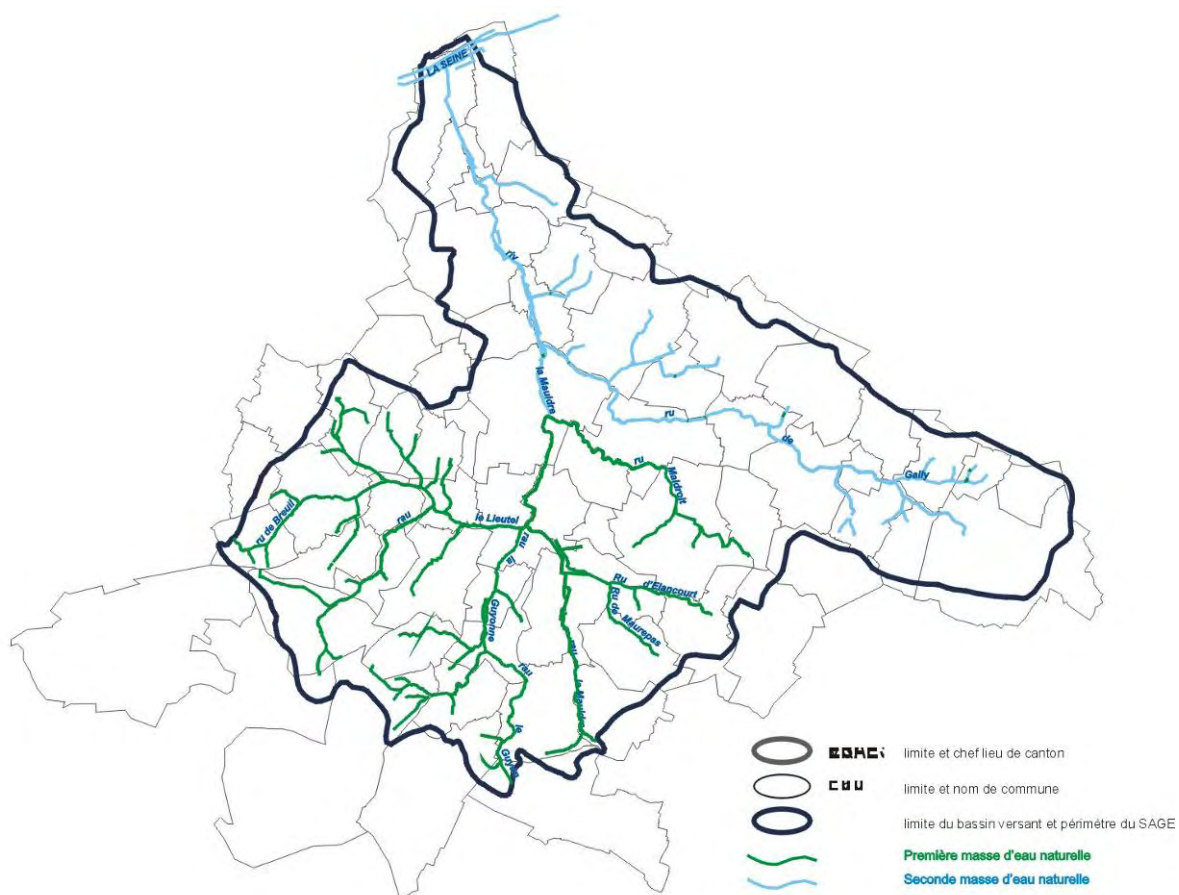 LA SEINE
riv
la Mauldre
ru
de
Gally
ru
Maldroit
ru de Breuil
rau
le Lieutel
rau
la
Guyonne
Ru d'Elancourt
Ru de Maurepas
rau
le
Guyon
ru
la Mauldre
limite et chef lieu de canton
limite et nom de commune
limite du bassin versant et périmètre du SAGE
Première masse d'eau naturelle
Seconde masse d'eau naturelle